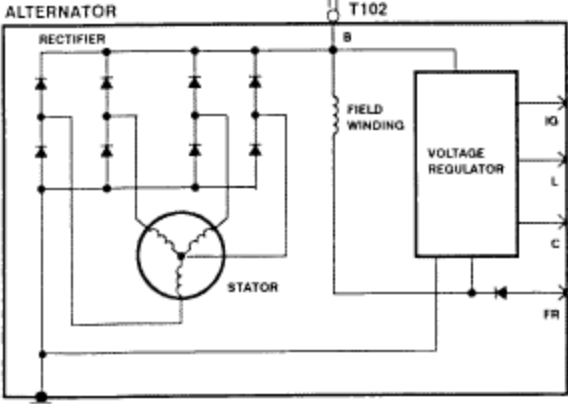 ALTERNATOR
T102
RECTIFIER
B
FIELD
WINDING
IG
VOLTAGE
REGULATOR
L
C
STATOR
FR